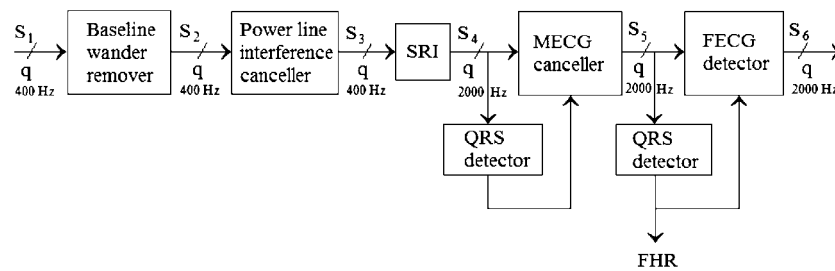 S1
q
400 Hz
Baseline
wander
remover
S2
q
400 Hz
Power line
interference
canceller
S3
q
400 Hz
SRI
S4
q
2000 Hz
MECG
canceller
S5
q
2000 Hz
FECG
detector
S6
q
2000 Hz
QRS
detector
QRS
detector
FHR